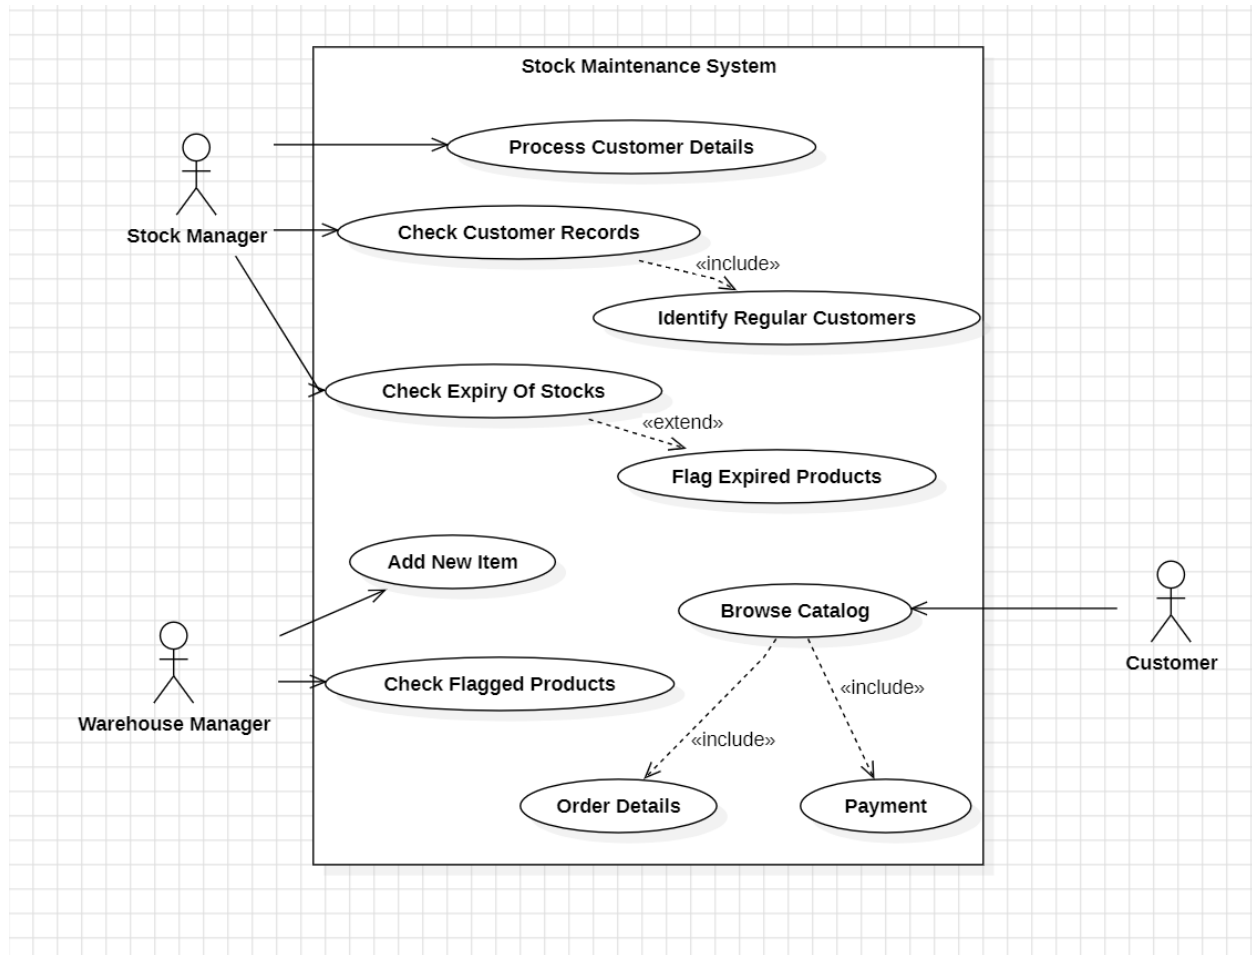 Stock Maintenance System
Process Customer Details
Stock Manager
Check Customer Records
«include»
Identify Regular Customers
Check Expiry Of Stocks
«extend»
Flag Expired Products
Add New Item
Browse Catalog
Customer
Check Flagged Products
«include»
Warehouse Manager
«include»
Order Details
Payment